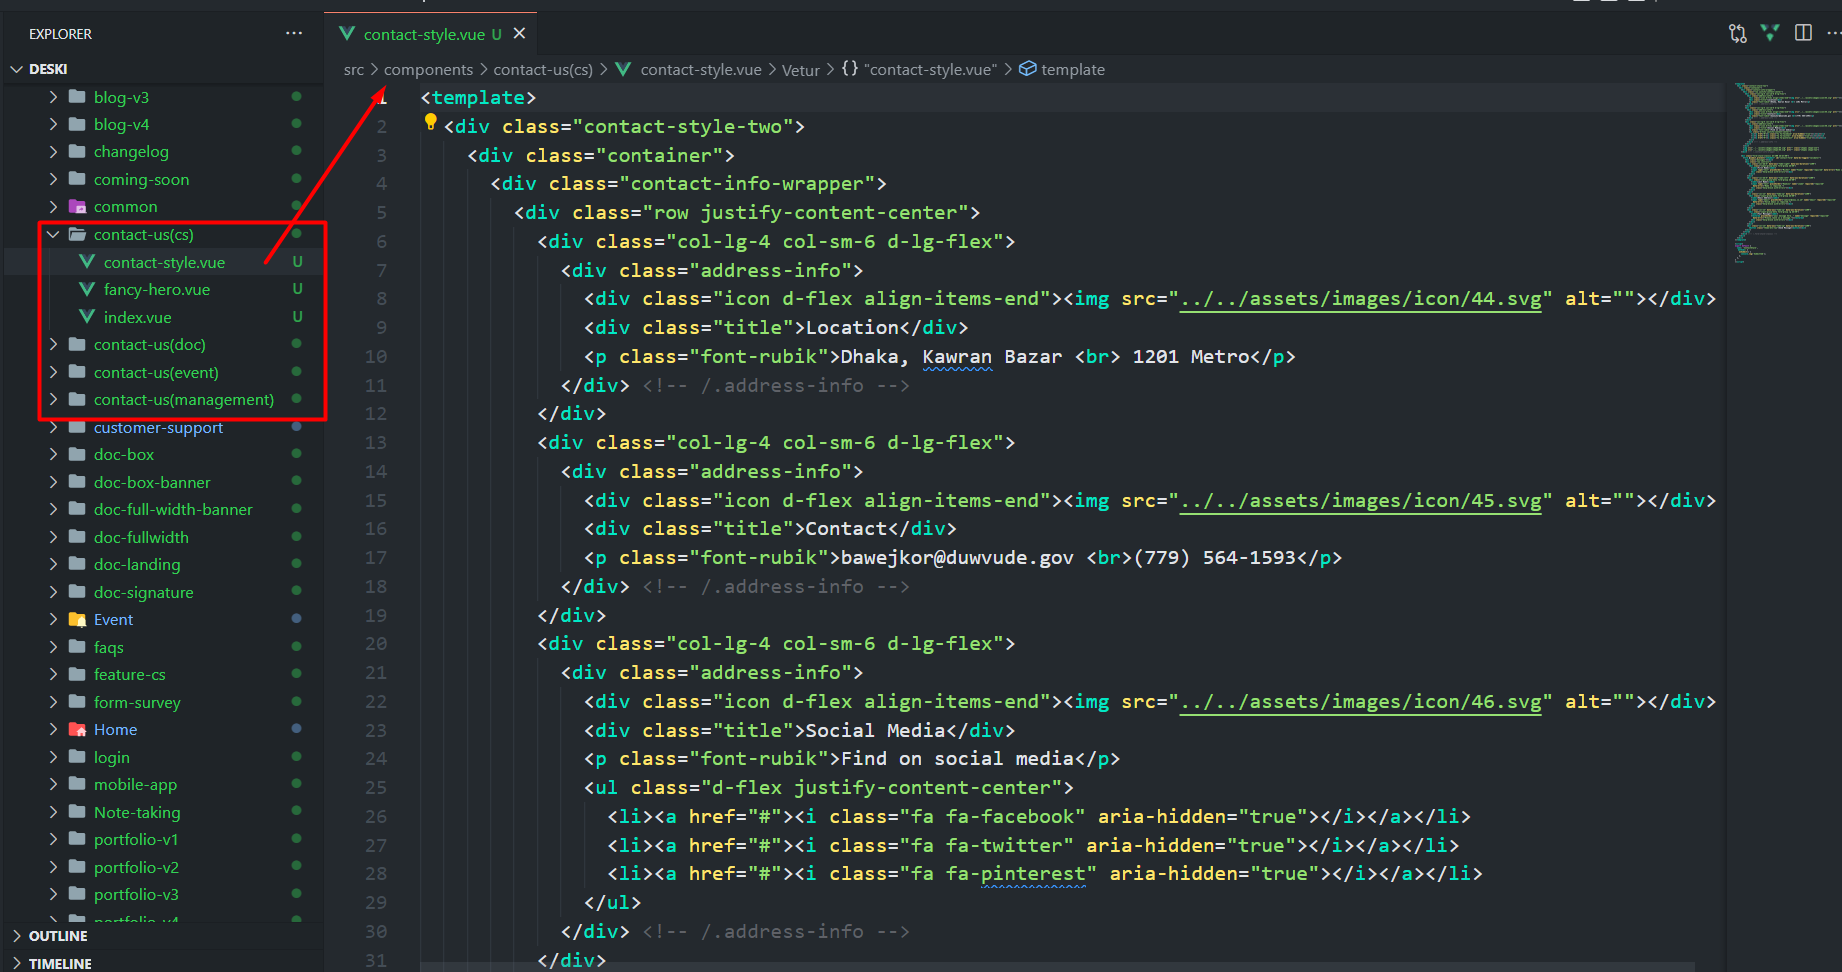 EXPLORER
DESKI
blog-v3
blog-v4
changelog
coming-soon
common
contact-us(cs)
contact-style.vue U
fancy-hero.vue U
index.vue U
contact-us(doc)
contact-us(event)
contact-us(management)
customer-support
doc-box
doc-box-banner
doc-full-width-banner
doc-fullwidth
doc-landing
doc-signature
Event
faqs
feature-cs
form-survey
Home
login
mobile-app
Note-taking
portfolio-v1
portfolio-v2
portfolio-v3
portfolio-v4
OUTLINE
TIMELINE
contact-style.vue U
src > components > contact-us(cs) > contact-style.vue > Vetur > {} "contact-style.vue" > template
1 <template>
2 <div class="contact-style-two">
3 <div class="container">
4 <div class="contact-info-wrapper">
5 <div class="row justify-content-center">
6 <div class="col-lg-4 col-sm-6 d-lg-flex">
7 <div class="address-info">
8 <div class="icon d-flex align-items-end"><img src="../../assets/images/icon/44.svg" alt=""></div>
9 <div class="title">Location</div>
10 <p class="font-rubik">Dhaka, Kawran Bazar <br> 1201 Metro</p>
11 </div> <!-- /.address-info -->
12 </div>
13 <div class="col-lg-4 col-sm-6 d-lg-flex">
14 <div class="address-info">
15 <div class="icon d-flex align-items-end"><img src="../../assets/images/icon/45.svg" alt=""></div>
16 <div class="title">Contact</div>
17 <p class="font-rubik">bawejkor@duwvude.gov <br>(779) 564-1593</p>
18 </div> <!-- /.address-info -->
19 </div>
20 <div class="col-lg-4 col-sm-6 d-lg-flex">
21 <div class="address-info">
22 <div class="icon d-flex align-items-end"><img src="../../assets/images/icon/46.svg" alt=""></div>
23 <div class="title">Social Media</div>
24 <p class="font-rubik">Find on social media</p>
25 <ul class="d-flex justify-content-center">
26 <li><a href="#"><i class="fa fa-facebook" aria-hidden="true"></i></a></li>
27 <li><a href="#"><i class="fa fa-twitter" aria-hidden="true"></i></a></li>
28 <li><a href="#"><i class="fa fa-pinterest" aria-hidden="true"></i></a></li>
29 </ul>
30 </div> <!-- /.address-info -->
31 </div>